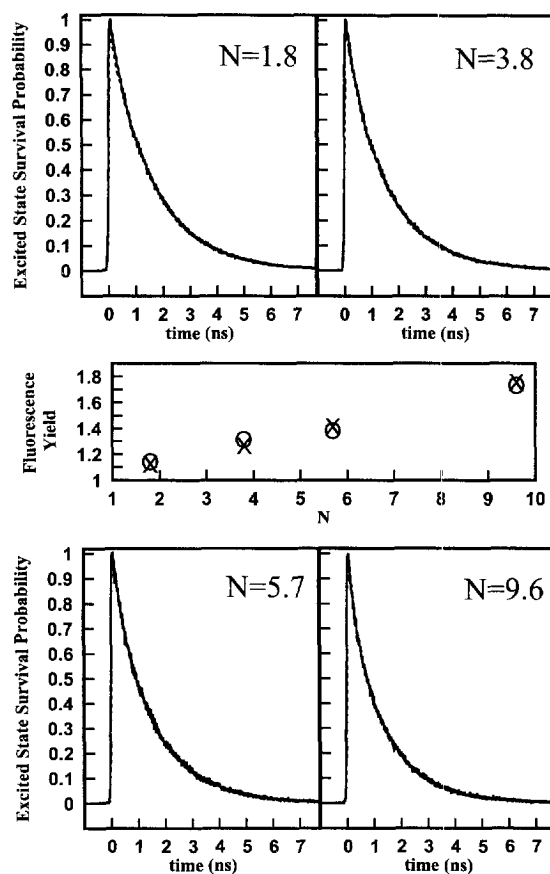 Excited State Survival Probability
1
0.9
0.8
0.7
0.6
0.5
0.4
0.3
0.2
0.1
0
N=1.8
N=3.8
0 1 2 3 4 5 6 7
0 1 2 3 4 5 6 7
time (ns)
time (ns)
Fluorescence
Yield
1.8
1.6
1.4
1.2
1
1 2 3 4 5 6 7 8 9 10
N
Excited State Survival Probability
1
0.9
0.8
0.7
0.6
0.5
0.4
0.3
0.2
0.1
0
N=5.7
N=9.6
0 1 2 3 4 5 6 7
0 1 2 3 4 5 6 7
time (ns)
time (ns)